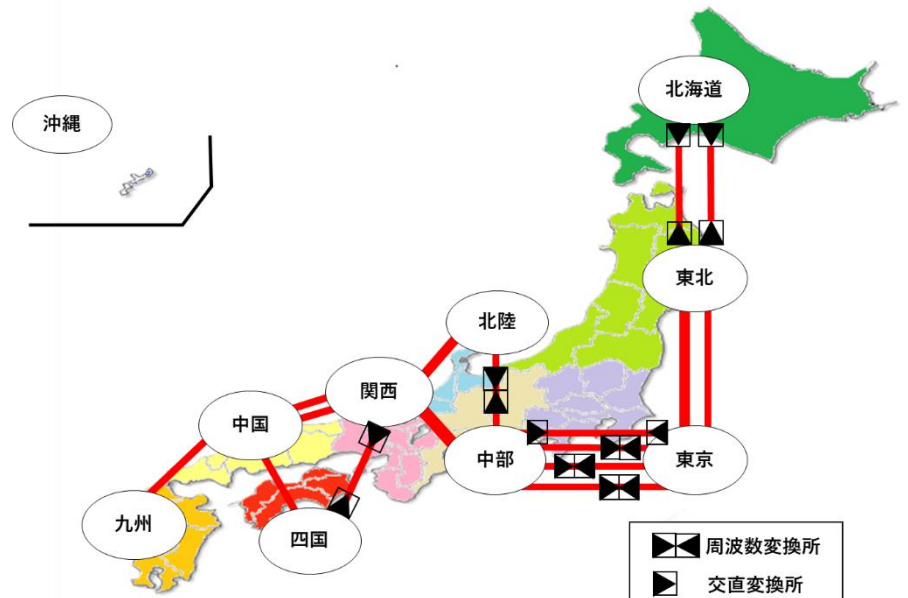 北海道
沖縄
東北
北陸
関西
中国
中部
東京
九州
四国
周波数変換所
交直変換所